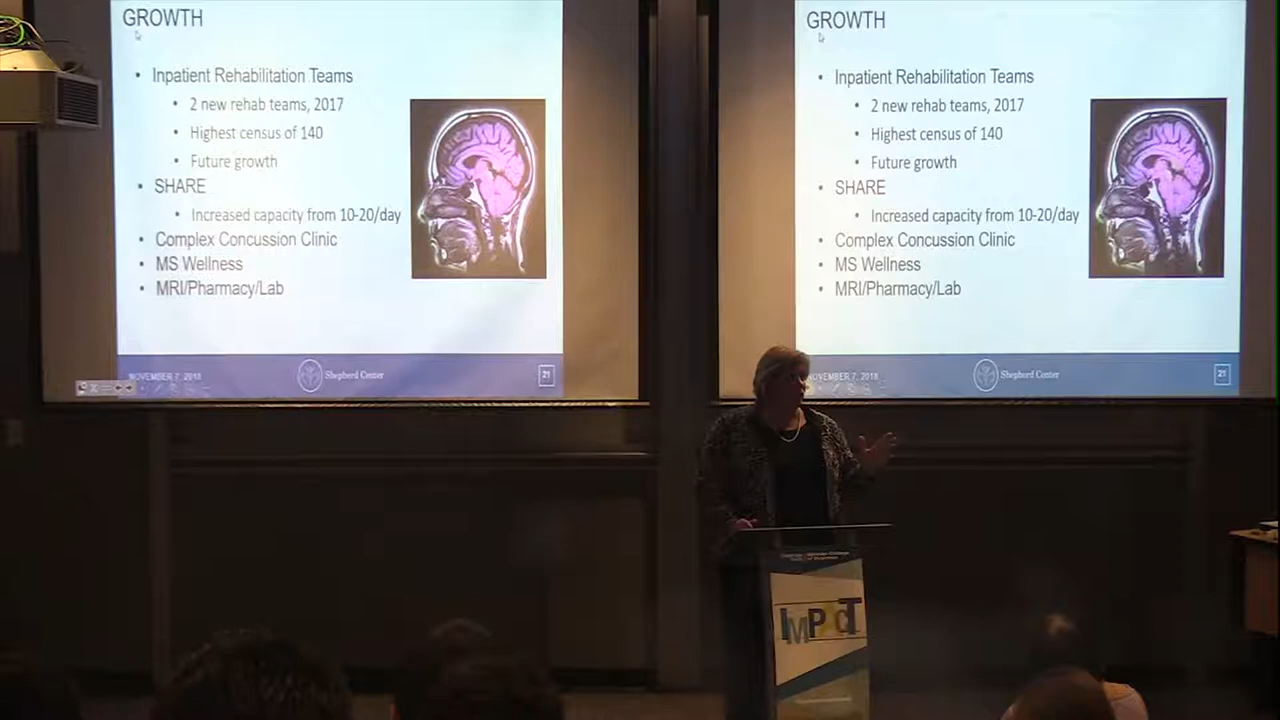 GROWTH
• Inpatient Rehabilitation Teams
• 2 new rehab teams, 2017
• Highest census of 140
• Future growth
• SHARE
• Increased capacity from 10-20/day
• Complex Concussion Clinic
• MS Wellness
• MRI/Pharmacy/Lab
NOVEMBER 7, 2018
Shepherd Center
21
GROWTH
• Inpatient Rehabilitation Teams
• 2 new rehab teams, 2017
• Highest census of 140
• Future growth
• SHARE
• Increased capacity from 10-20/day
• Complex Concussion Clinic
• MS Wellness
• MRI/Pharmacy/Lab
NOVEMBER 7, 2018
Shepherd Center
21
IMPACT